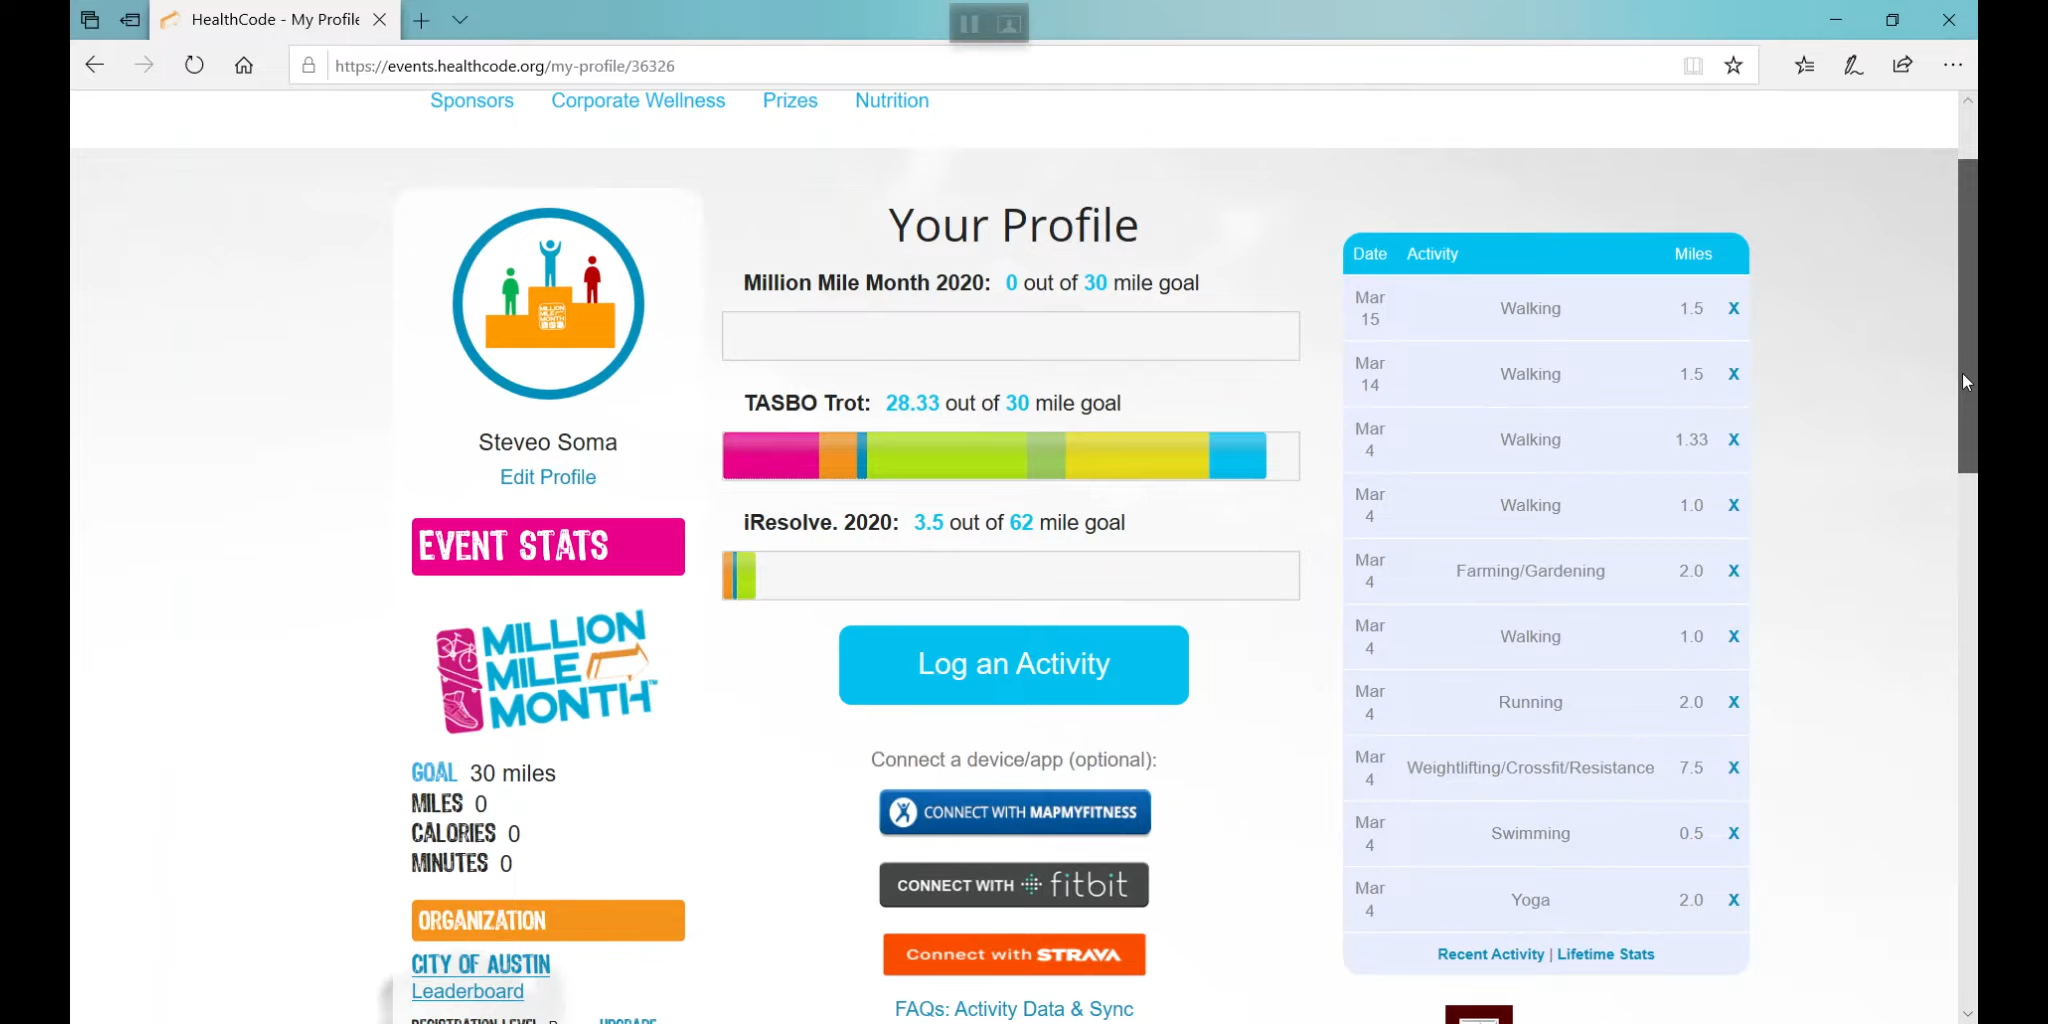 HealthCode - My Profile
https://events.healthcode.org/my-profile/36326
Sponsors Corporate Wellness Prizes Nutrition
Steveo Soma
Edit Profile
EVENT STATS
MILLION
MILE
MONTH™
GOAL 30 miles
MILES 0
CALORIES 0
MINUTES 0
ORGANIZATION
CITY OF AUSTIN
Leaderboard
REGISTRATION LEVEL UPGRADE
Your Profile
Million Mile Month 2020: 0 out of 30 mile goal
TASBO Trot: 28.33 out of 30 mile goal
iResolve. 2020: 3.5 out of 62 mile goal
Log an Activity
Connect a device/app (optional):
CONNECT WITH MAPMYFITNESS
CONNECT WITH fitbit
Connect with STRAVA
FAQs: Activity Data & Sync
Date Activity Miles
Mar 15 Walking 1.5 X
Mar 14 Walking 1.5 X
Mar 4 Walking 1.33 X
Mar 4 Walking 1.0 X
Mar 4 Farming/Gardening 2.0 X
Mar 4 Walking 1.0 X
Mar 4 Running 2.0 X
Mar 4 Weightlifting/Crossfit/Resistance 7.5 X
Mar 4 Swimming 0.5 X
Mar 4 Yoga 2.0 X
Recent Activity | Lifetime Stats